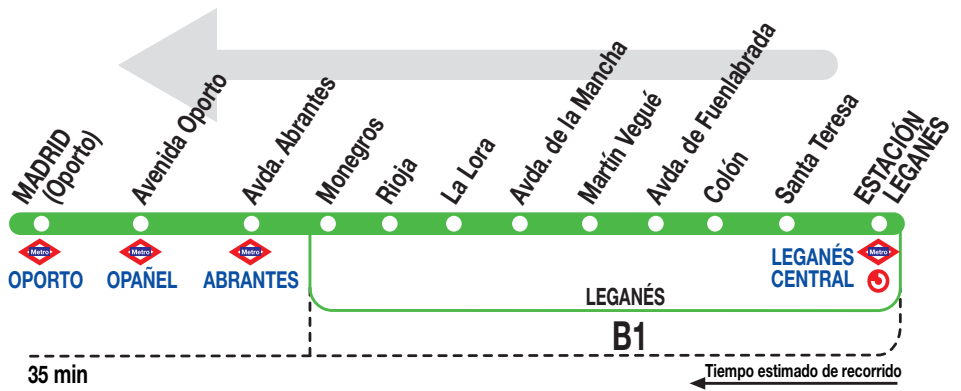 MADRID
(Oporto)
Avenida Oporto
Avda. Abrantes
Monegros
Rioja
La Lora
Avda. de la Mancha
Martín Vegué
Avda. de Fuenlabrada
Colón
Santa Teresa
ESTACIÓN
LEGANÉS
Metro
OPORTO
Metro
OPAÑEL
Metro
ABRANTES
LEGANÉS
CENTRAL
Metro
LEGANÉS
B1
35 min
Tiempo estimado de recorrido